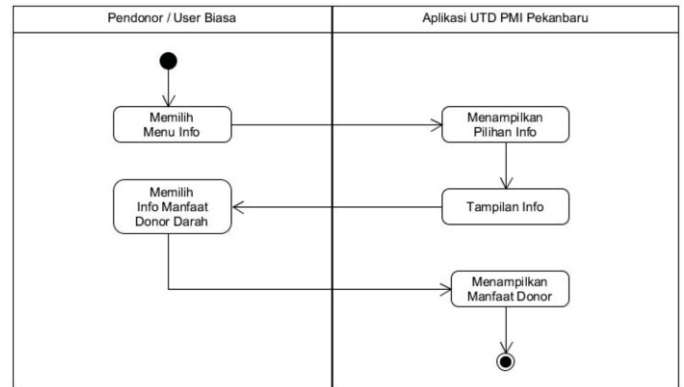 Pendonor / User Biasa
Aplikasi UTD PMI Pekanbaru
Memilih
Menu Info
Menampilkan
Pilihan Info
Memilih
Info Manfaat
Donor Darah
Tampilan Info
Menampilkan
Manfaat Donor